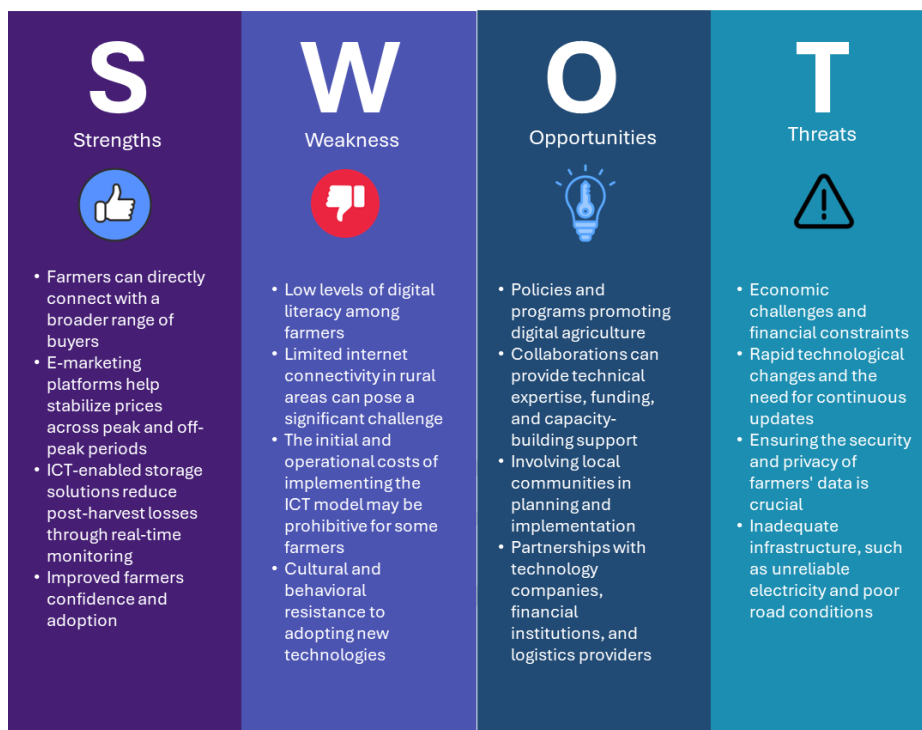 S
Strengths
• Farmers can directly
connect with a
broader range of
buyers
• E-marketing
platforms help
stabilize prices
across peak and off-
peak periods
• ICT-enabled storage
solutions reduce
post-harvest losses
through real-time
monitoring
• Improved farmers
confidence and
adoption
W
Weakness
• Low levels of digital
literacy among
farmers
• Limited internet
connectivity in rural
areas can pose a
significant challenge
• The initial and
operational costs of
implementing the
ICT model may be
prohibitive for some
farmers
• Cultural and
behavioral
resistance to
adopting new
technologies
O
Opportunities
• Policies and
programs promoting
digital agriculture
• Collaborations can
provide technical
expertise, funding,
and capacity-
building support
• Involving local
communities in
planning and
implementation
• Partnerships with
technology
companies,
financial
institutions, and
logistics providers
T
Threats
• Economic
challenges and
financial constraints
• Rapid technological
changes and the
need for continuous
updates
• Ensuring the security
and privacy of
farmers' data is
crucial
• Inadequate
infrastructure, such
as unreliable
electricity and poor
road conditions